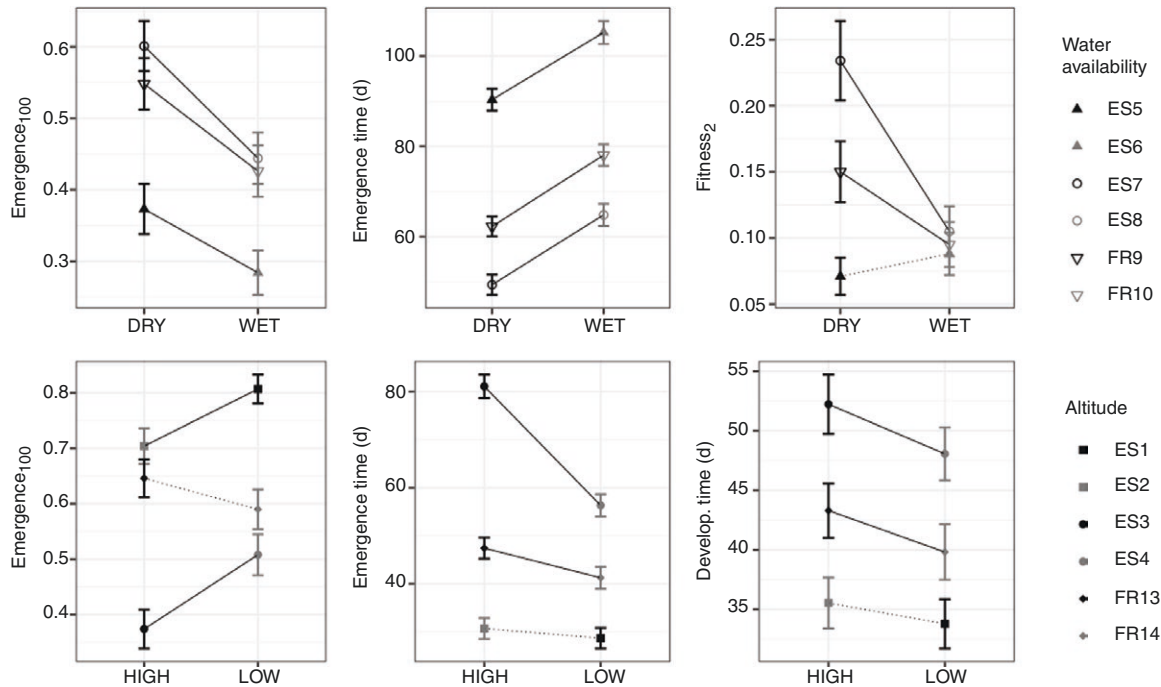 Emergence100
0.6
0.5
0.4
0.3
DRY WET
Emergence time (d)
100
80
60
DRY WET
Fitness2
0.25
0.20
0.15
0.10
0.05
DRY WET
Water
availability
ES5
ES6
ES7
ES8
FR9
FR10
Emergence100
0.8
0.7
0.6
0.5
0.4
HIGH LOW
Emergence time (d)
80
60
40
HIGH LOW
Develop. time (d)
55
50
45
40
35
HIGH LOW
Altitude
ES1
ES2
ES3
ES4
FR13
FR14